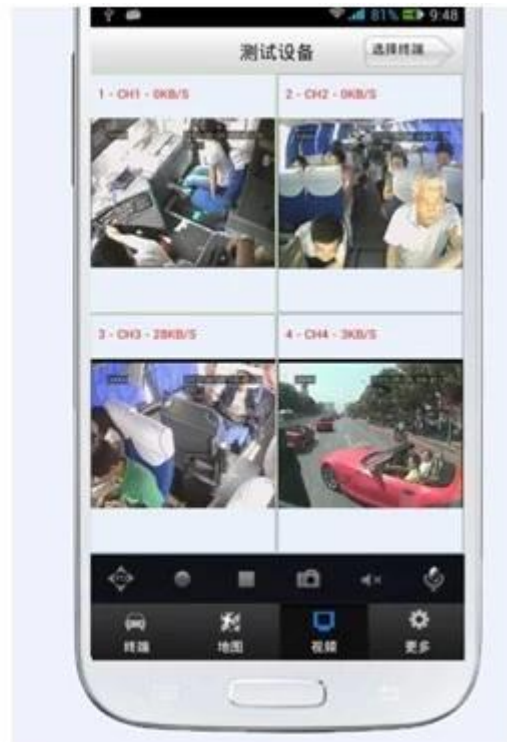 81% 9:48
测试设备 选择终端
1 - CH1 - 0KB/S 2 - CH2 - 0KB/S
3 - CH3 - 28KB/S 4 - CH4 - 3KB/S
PTZ
终端 地图 视频 更多